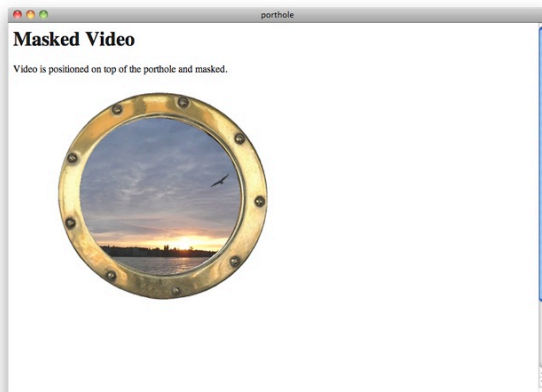 porthole
Masked Video
Video is positioned on top of the porthole and masked.